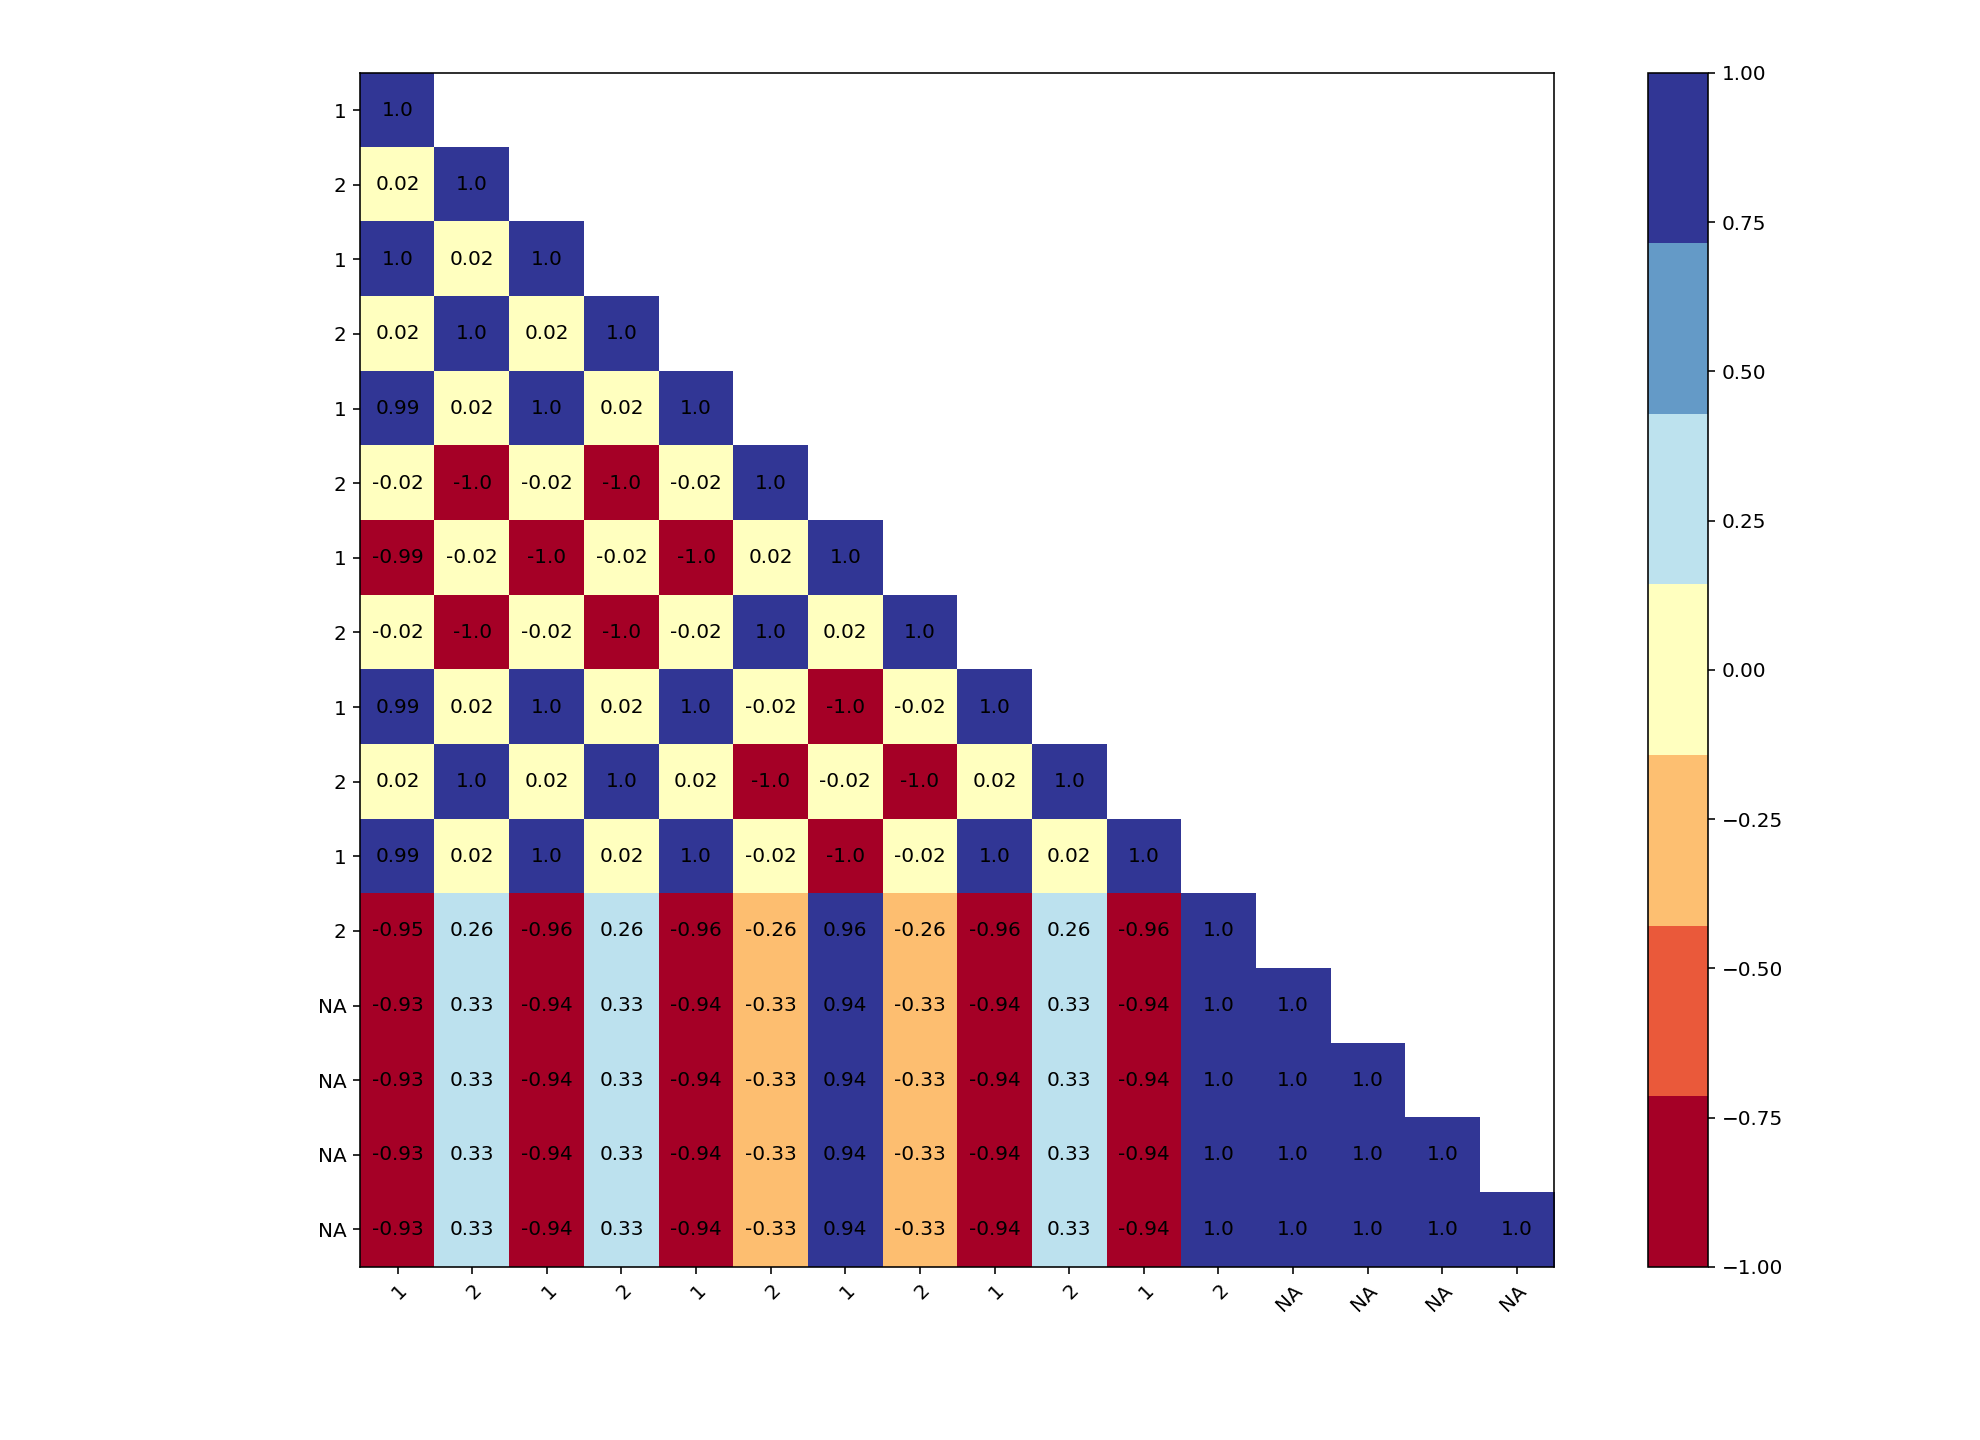 1.00
1 1.0
2 0.02 1.0
0.75
1 1.0 0.02 1.0
2 0.02 1.0 0.02 1.0
0.50
1 0.99 0.02 1.0 0.02 1.0
2 -0.02 -1.0 -0.02 -1.0 -0.02 1.0
0.25
1 -0.99 -0.02 -1.0 -0.02 -1.0 0.02 1.0
2 -0.02 -1.0 -0.02 -1.0 -0.02 1.0 0.02 1.0
0.00
1 0.99 0.02 1.0 0.02 1.0 -0.02 -1.0 -0.02 1.0
2 0.02 1.0 0.02 1.0 0.02 -1.0 -0.02 -1.0 0.02 1.0
−0.25
1 0.99 0.02 1.0 0.02 1.0 -0.02 -1.0 -0.02 1.0 0.02 1.0
2 -0.95 0.26 -0.96 0.26 -0.96 -0.26 0.96 -0.26 -0.96 0.26 -0.96 1.0
−0.50
NA -0.93 0.33 -0.94 0.33 -0.94 -0.33 0.94 -0.33 -0.94 0.33 -0.94 1.0 1.0
NA -0.93 0.33 -0.94 0.33 -0.94 -0.33 0.94 -0.33 -0.94 0.33 -0.94 1.0 1.0 1.0
−0.75
NA -0.93 0.33 -0.94 0.33 -0.94 -0.33 0.94 -0.33 -0.94 0.33 -0.94 1.0 1.0 1.0 1.0
NA -0.93 0.33 -0.94 0.33 -0.94 -0.33 0.94 -0.33 -0.94 0.33 -0.94 1.0 1.0 1.0 1.0 1.0
−1.00
1 2 1 2 1 2 1 2 1 2 1 2 NA NA NA NA